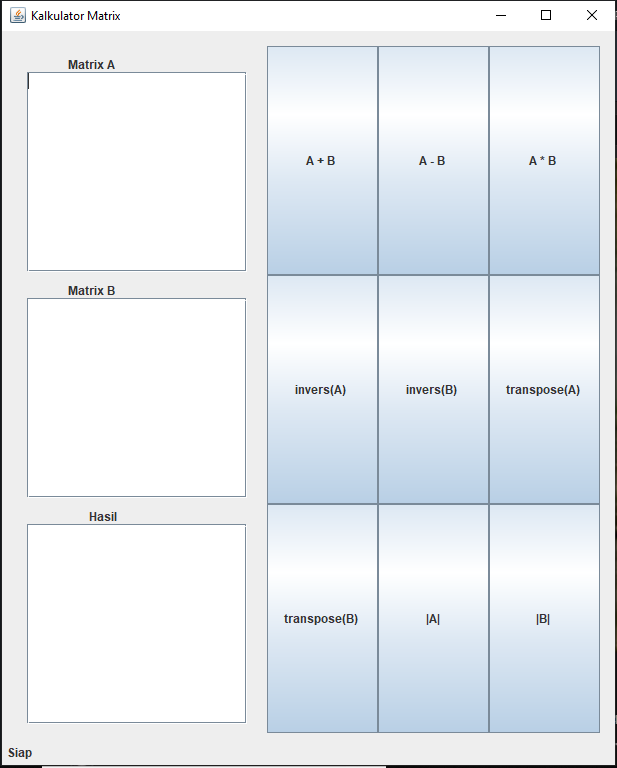 Kalkulator Matrix
Matrix A
Matrix B
Hasil
A + B
A - B
A * B
invers(A)
invers(B)
transpose(A)
transpose(B)
|A|
|B|
Siap